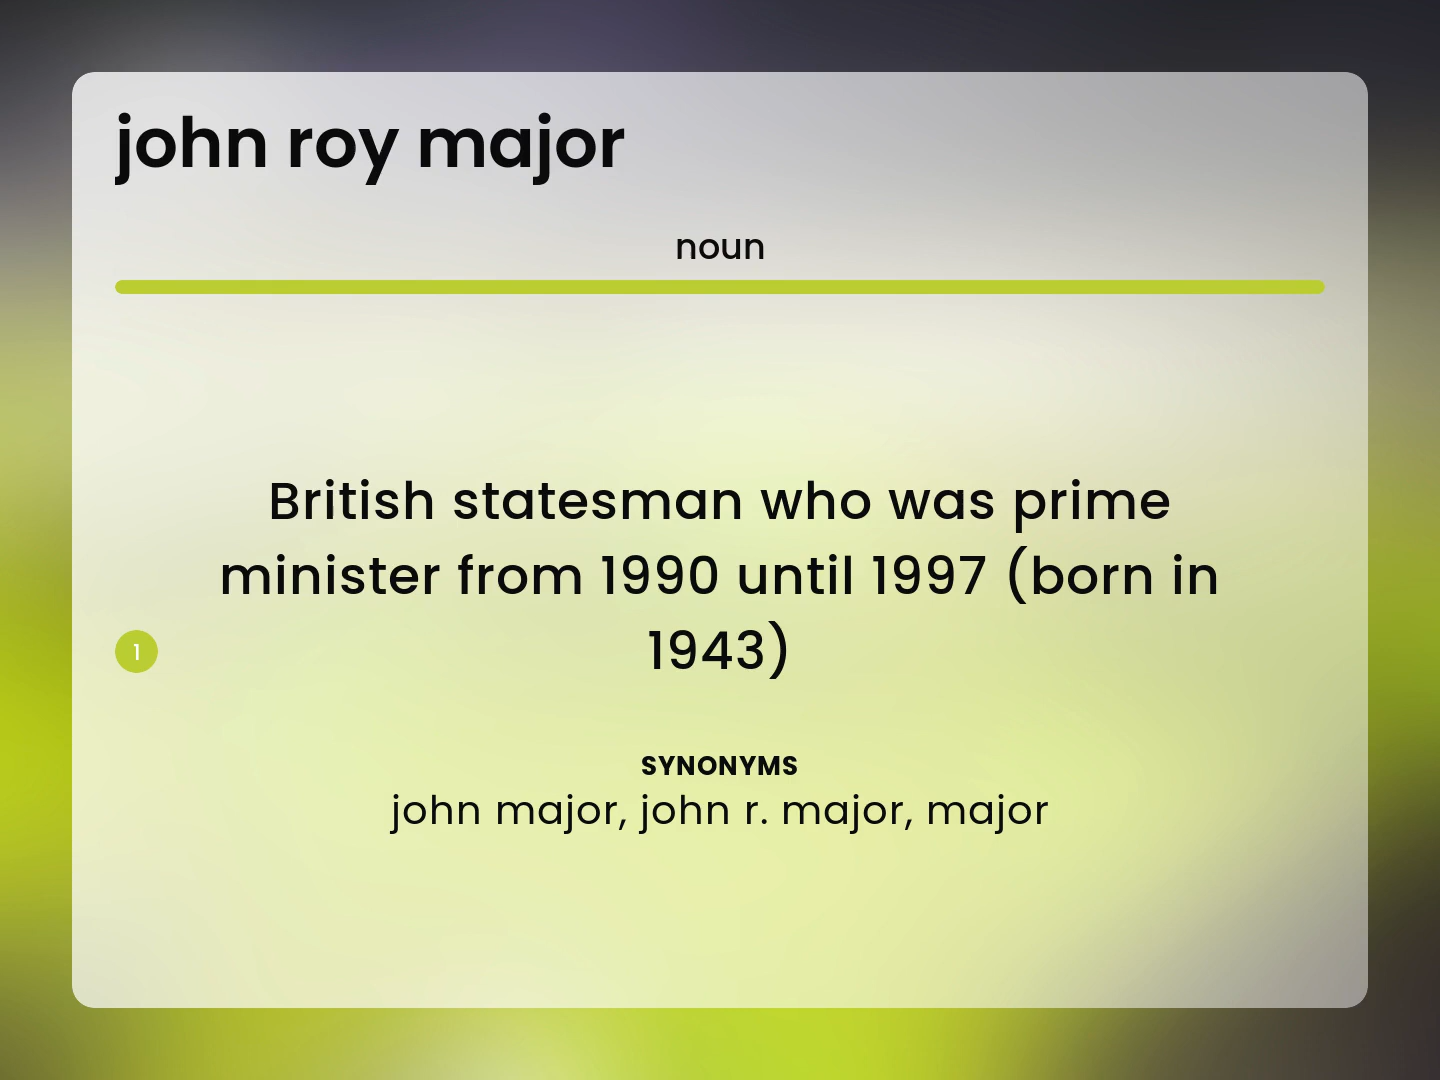 john roy major
noun
British statesman who was prime
minister from 1990 until 1997 (born in
1943)
1
SYNONYMS
john major, john r. major, major